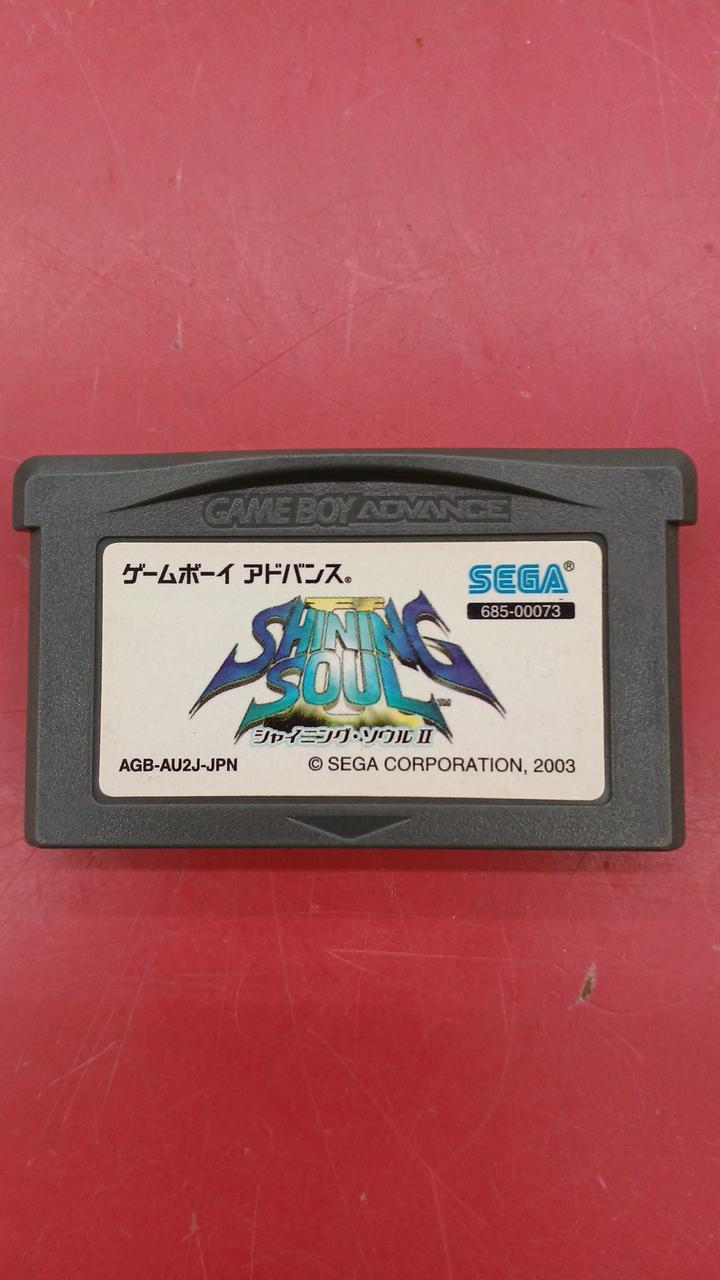 GAME BOY ADVANCE
ゲームボーイ アドバンス®
SEGA®
685-00073
SHINING
SOUL™
II
シャイニング・ソウルⅡ
AGB-AU2J-JPN
© SEGA CORPORATION, 2003